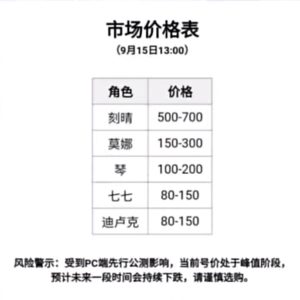 市场价格表
（9月15日13:00）
角色 价格
刻晴 500-700
莫娜 150-300
琴 100-200
七七 80-150
迪卢克 80-150
风险警示：受到PC端先行公测影响，当前号价处于峰值阶段，
预计未来一段时间会持续下跌，请谨慎选购。